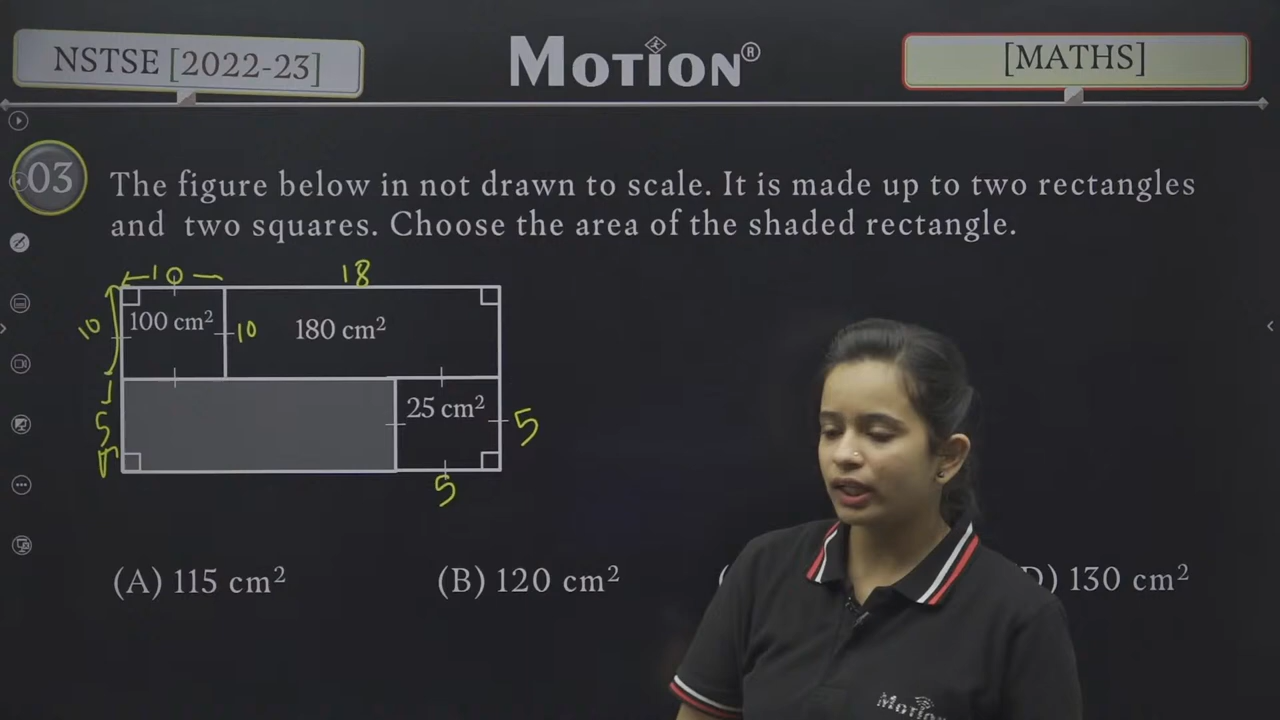 NSTSE [2022-23]
MOTION®
[MATHS]
03
The figure below in not drawn to scale. It is made up to two rectangles
and two squares. Choose the area of the shaded rectangle.
10
18
10
100 cm²
10
180 cm²
5
25 cm²
5
5
(A) 115 cm²
(B) 120 cm²
D) 130 cm²
Motion